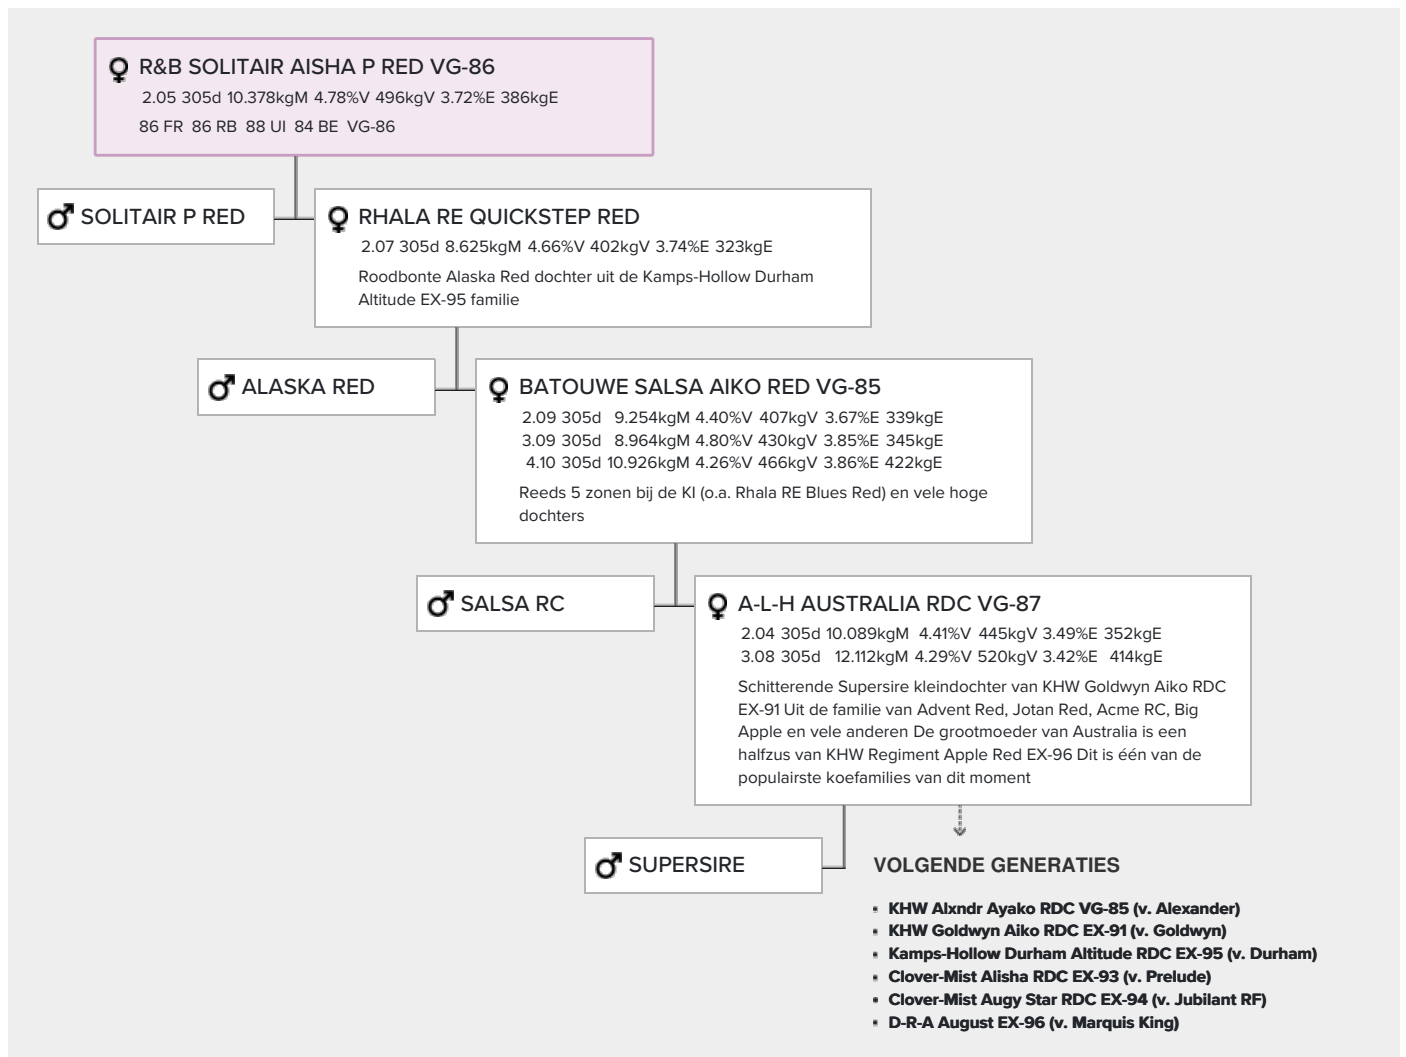 R&B SOLITAIR AISHA P RED VG-86
2.05 305d 10.378kgM 4.78%V 496kgV 3.72%E 386kgE
86 FR 86 RB 88 UI 84 BE VG-86
SOLITAIR P RED
RHALA RE QUICKSTEP RED
2.07 305d 8.625kgM 4.66%V 402kgV 3.74%E 323kgE
Roodbonte Alaska Red dochter uit de Kamps-Hollow Durham
Altitude EX-95 familie
ALASKA RED
BATOUWE SALSA AIKO RED VG-85
2.09 305d 9.254kgM 4.40%V 407kgV 3.67%E 339kgE
3.09 305d 8.964kgM 4.80%V 430kgV 3.85%E 345kgE
4.10 305d 10.926kgM 4.26%V 466kgV 3.86%E 422kgE
Reeds 5 zonen bij de KI (o.a. Rhala RE Blues Red) en vele hoge
dochters
SALSA RC
A-L-H AUSTRALIA RDC VG-87
2.04 305d 10.089kgM 4.41%V 445kgV 3.49%E 352kgE
3.08 305d 12.112kgM 4.29%V 520kgV 3.42%E 414kgE
Schitterende Supersire kleindochter van KHW Goldwyn Aiko RDC
EX-91 Uit de familie van Advent Red, Jotan Red, Acme RC, Big
Apple en vele anderen De grootmoeder van Australia is een
halfzus van KHW Regiment Apple Red EX-96 Dit is één van de
populairste koefamilies van dit moment
SUPERSIRE
VOLGENDE GENERATIES
KHW Alxndr Ayako RDC VG-85 (v. Alexander)
KHW Goldwyn Aiko RDC EX-91 (v. Goldwyn)
Kamps-Hollow Durham Altitude RDC EX-95 (v. Durham)
Clover-Mist Alisha RDC EX-93 (v. Prelude)
Clover-Mist Augy Star RDC EX-94 (v. Jubilant RF)
D-R-A August EX-96 (v. Marquis King)